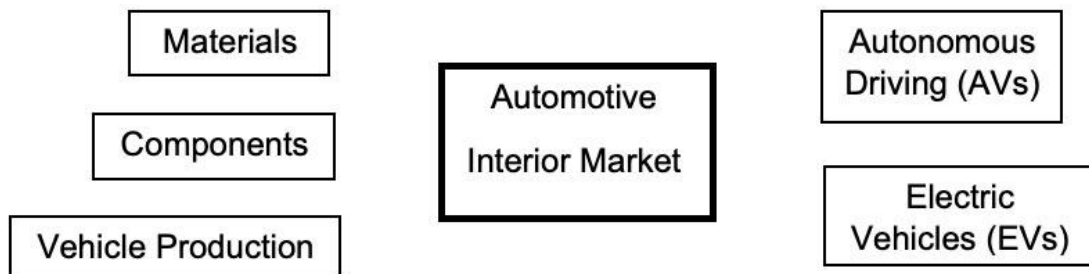 Materials
Components
Vehicle Production
Automotive
Interior Market
Autonomous
Driving (AVs)
Electric
Vehicles (EVs)